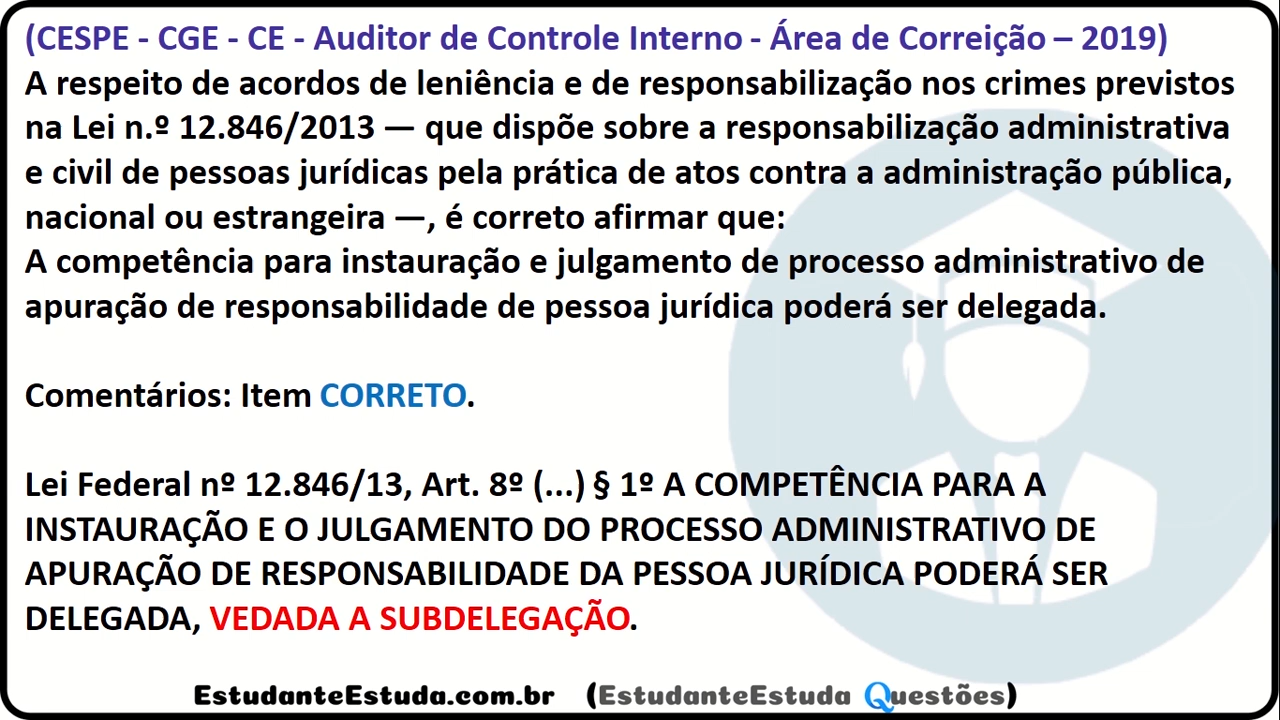 (CESPE - CGE - CE - Auditor de Controle Interno - Área de Correição – 2019)
A respeito de acordos de leniência e de responsabilização nos crimes previstos
na Lei n.º 12.846/2013 — que dispõe sobre a responsabilização administrativa
e civil de pessoas jurídicas pela prática de atos contra a administração pública,
nacional ou estrangeira —, é correto afirmar que:
A competência para instauração e julgamento de processo administrativo de
apuração de responsabilidade de pessoa jurídica poderá ser delegada.
Comentários: Item CORRETO.
Lei Federal nº 12.846/13, Art. 8º (...) § 1º A COMPETÊNCIA PARA A
INSTAURAÇÃO E O JULGAMENTO DO PROCESSO ADMINISTRATIVO DE
APURAÇÃO DE RESPONSABILIDADE DA PESSOA JURÍDICA PODERÁ SER
DELEGADA, VEDADA A SUBDELEGAÇÃO.
EstudanteEstuda.com.br (EstudanteEstuda Questões)